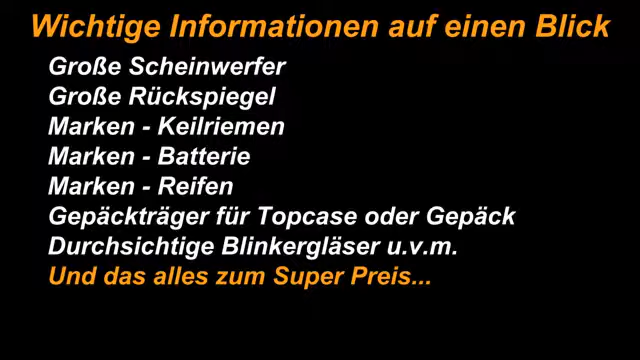 Wichtige Informationen auf einen Blick
Große Scheinwerfer
Große Rückspiegel
Marken - Keilriemen
Marken - Batterie
Marken - Reifen
Gepäckträger für Topcase oder Gepäck
Durchsichtige Blinkergläser u.v.m.
Und das alles zum Super Preis...